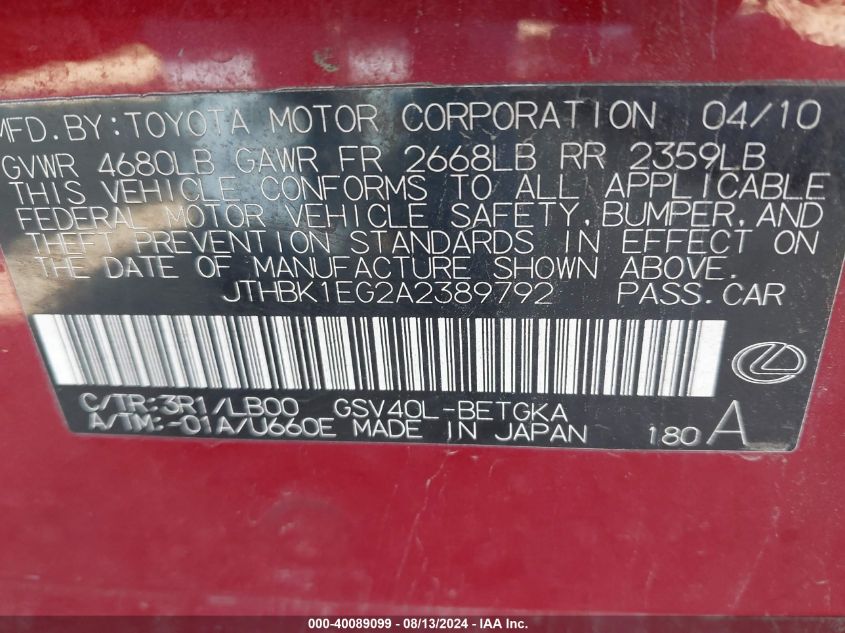 MFD. BY: TOYOTA MOTOR CORPORATION 04/10
GVWR 4680LB GAWR FR 2668LB RR 2359LB
THIS VEHICLE CONFORMS TO ALL APPLICABLE
FEDERAL MOTOR VEHICLE SAFETY, BUMPER, AND
THEFT PREVENTION STANDARDS IN EFFECT ON
THE DATE OF MANUFACTURE SHOWN ABOVE.
JTHBK1EG2A2389792 PASS. CAR
C/TR: 3R1/LB00 GSV40L-BETGKA
A/TM: -01A/U660E MADE IN JAPAN 180 A
000-40089099 - 08/13/2024 - IAA Inc.